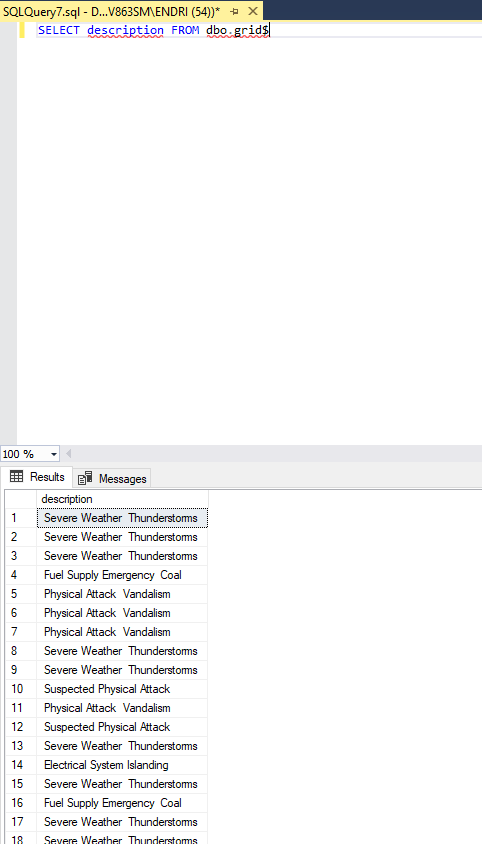 SQLQuery7.sql - D...V863SM\ENDRI (54))*
SELECT description FROM dbo.grid$
100 %
Results Messages
description
1 Severe Weather  Thunderstorms
2 Severe Weather  Thunderstorms
3 Severe Weather  Thunderstorms
4 Fuel Supply Emergency  Coal
5 Physical Attack  Vandalism
6 Physical Attack  Vandalism
7 Physical Attack  Vandalism
8 Severe Weather  Thunderstorms
9 Severe Weather  Thunderstorms
10 Suspected Physical Attack
11 Physical Attack  Vandalism
12 Suspected Physical Attack
13 Severe Weather  Thunderstorms
14 Electrical System Islanding
15 Severe Weather  Thunderstorms
16 Fuel Supply Emergency  Coal
17 Severe Weather  Thunderstorms
18 Severe Weather  Thunderstorms